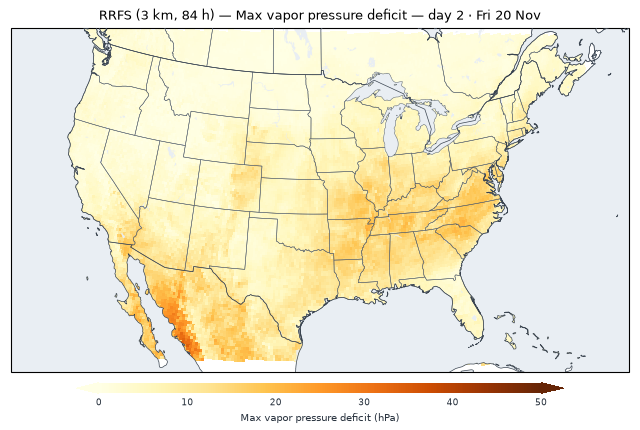 RRFS (3 km, 84 h) — Max vapor pressure deficit — day 2 · Fri 20 Nov
0 10 20 30 40 50
Max vapor pressure deficit (hPa)